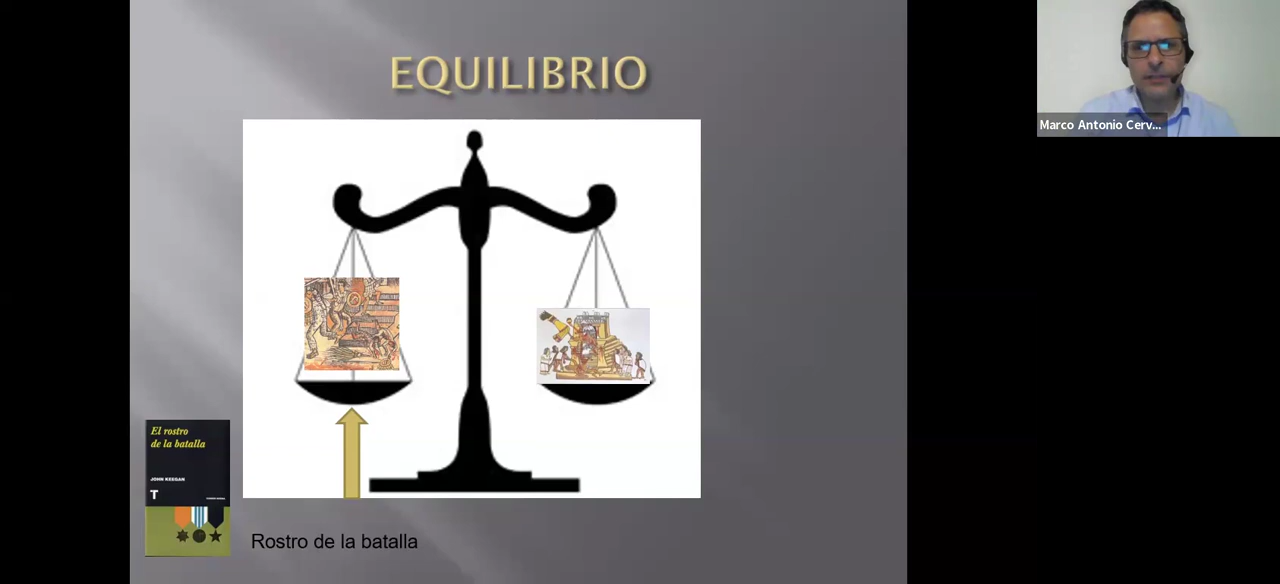 EQUILIBRIO
Marco Antonio Cerv...
El rostro
de la batalla
JOHN KEEGAN
T
Rostro de la batalla